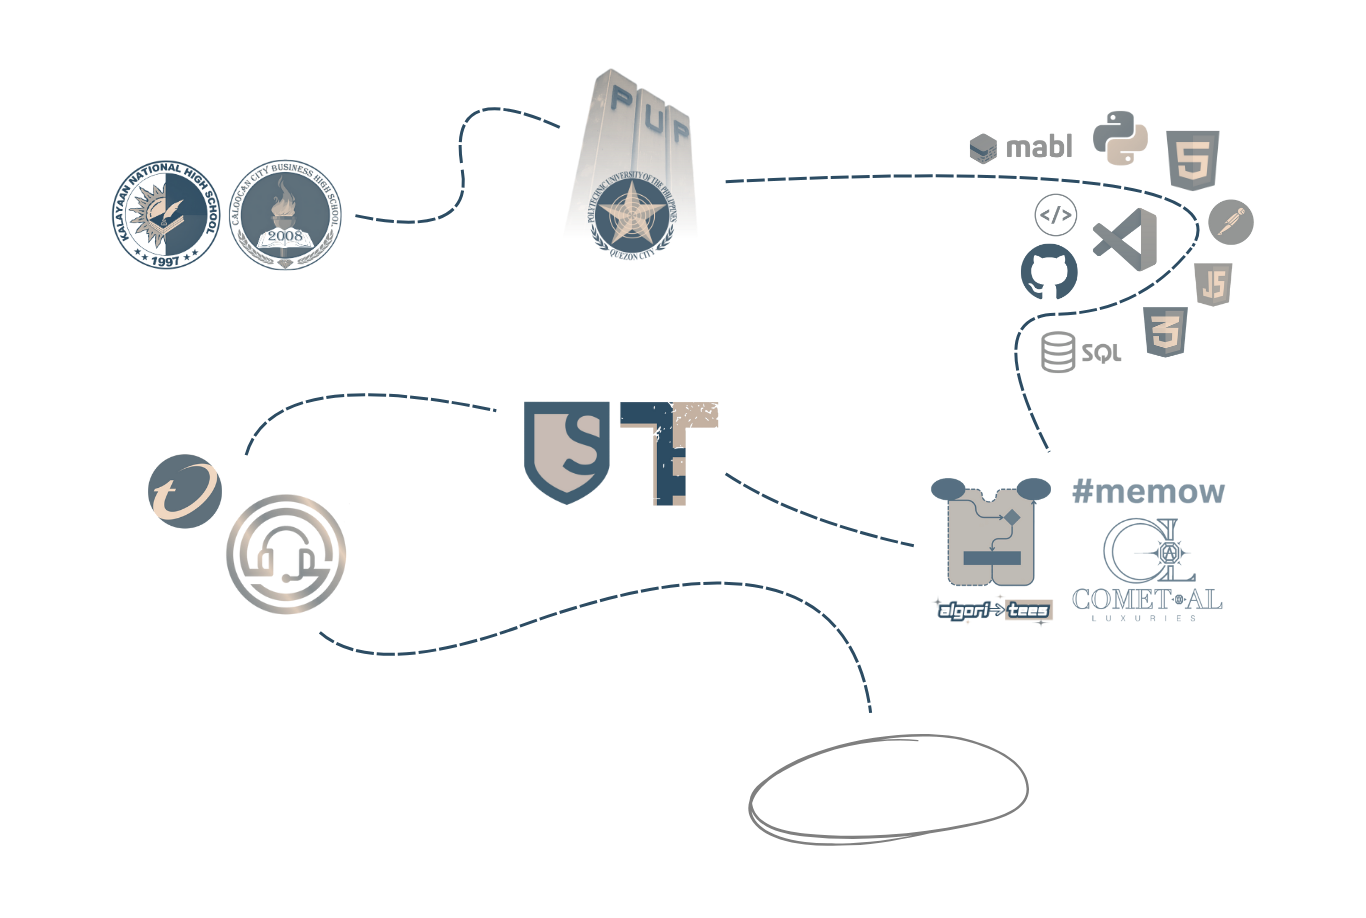 KALAYAAN NATIONAL HIGH SCHOOL
1997
CALOOCAN CITY BUSINESS HIGH SCHOOL
2008
PUP
POLYTECHNIC UNIVERSITY OF THE PHILIPPINES
QUEZON CITY
mabl
5
</>
JS
3
SQL
S
T
t
#memow
CL
A
COMET AL
LUXURIES
algori→tees